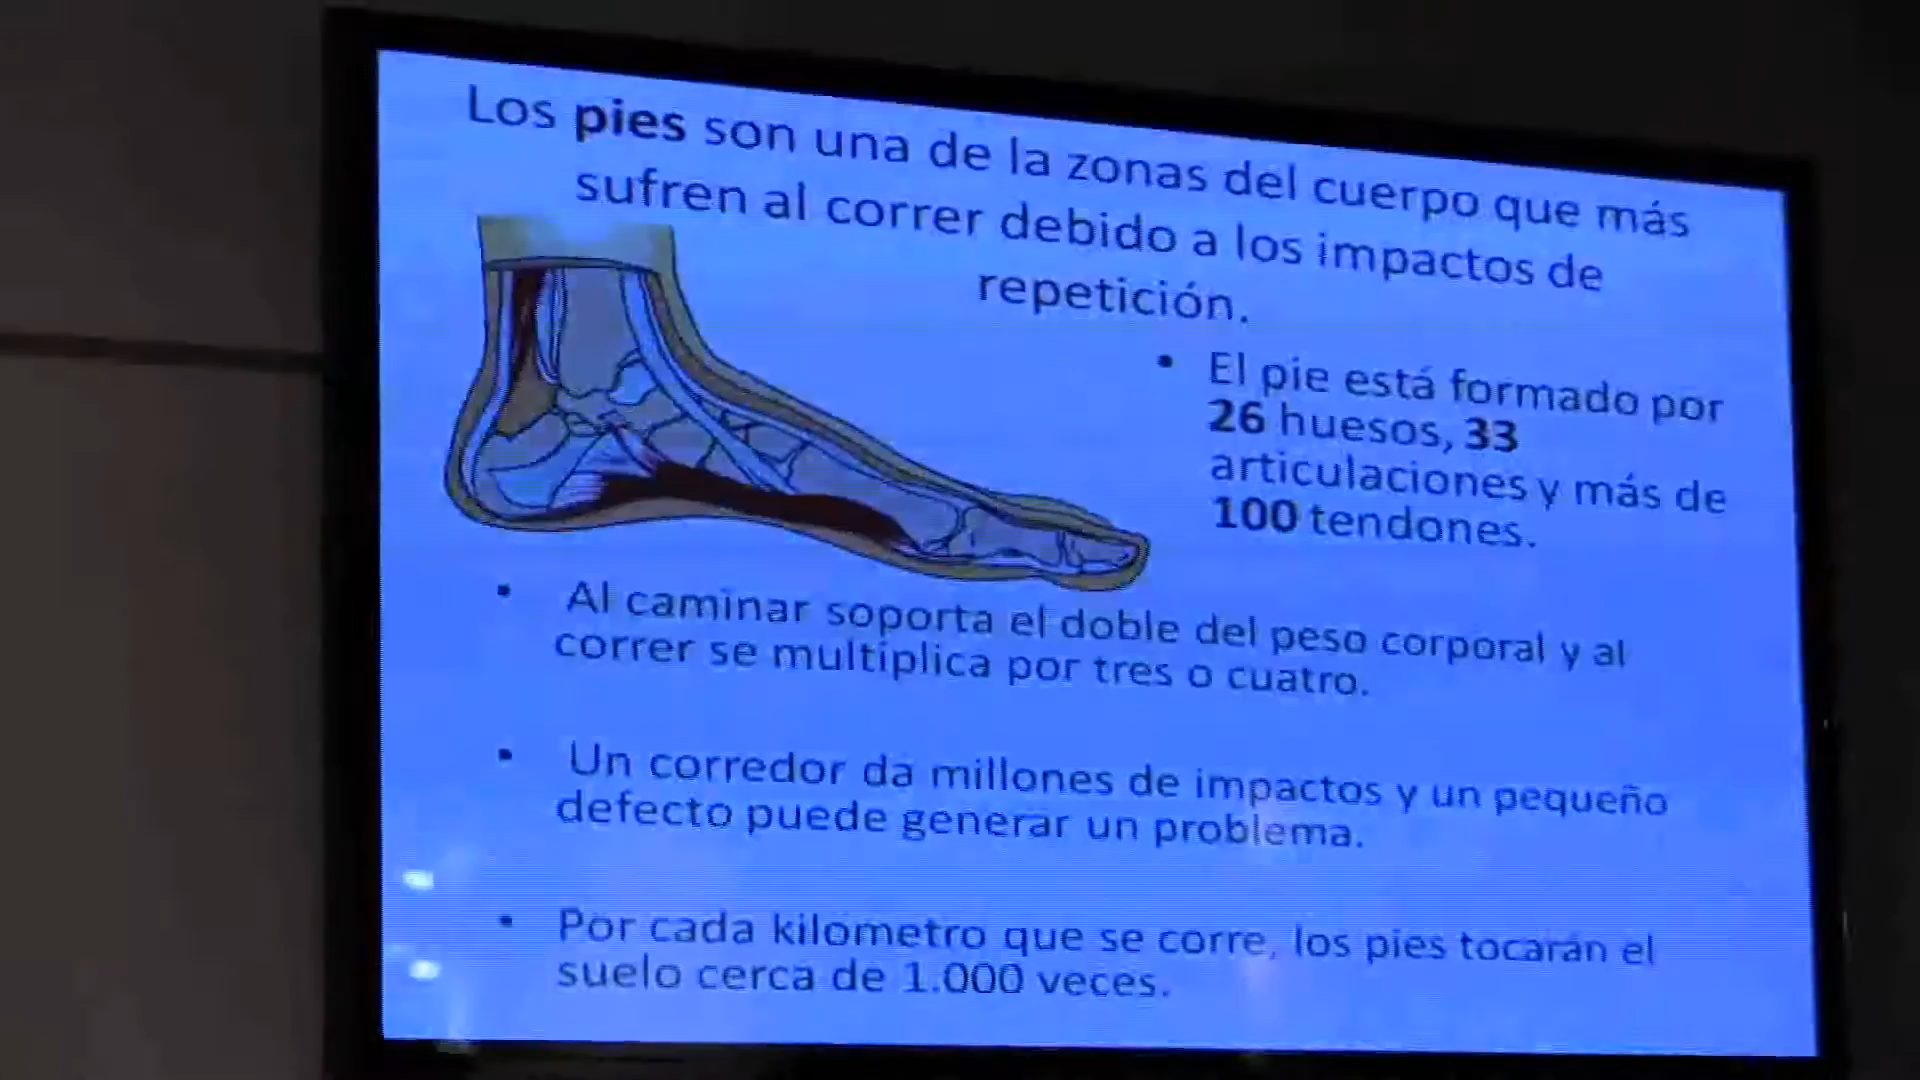 Los pies son una de la zonas del cuerpo que más
sufren al correr debido a los impactos de
repetición.
• El pie está formado por
26 huesos, 33
articulaciones y más de
100 tendones.
• Al caminar soporta el doble del peso corporal y al
correr se multiplica por tres o cuatro.
• Un corredor da millones de impactos y un pequeño
defecto puede generar un problema.
• Por cada kilómetro que se corre, los pies tocarán el
suelo cerca de 1.000 veces.